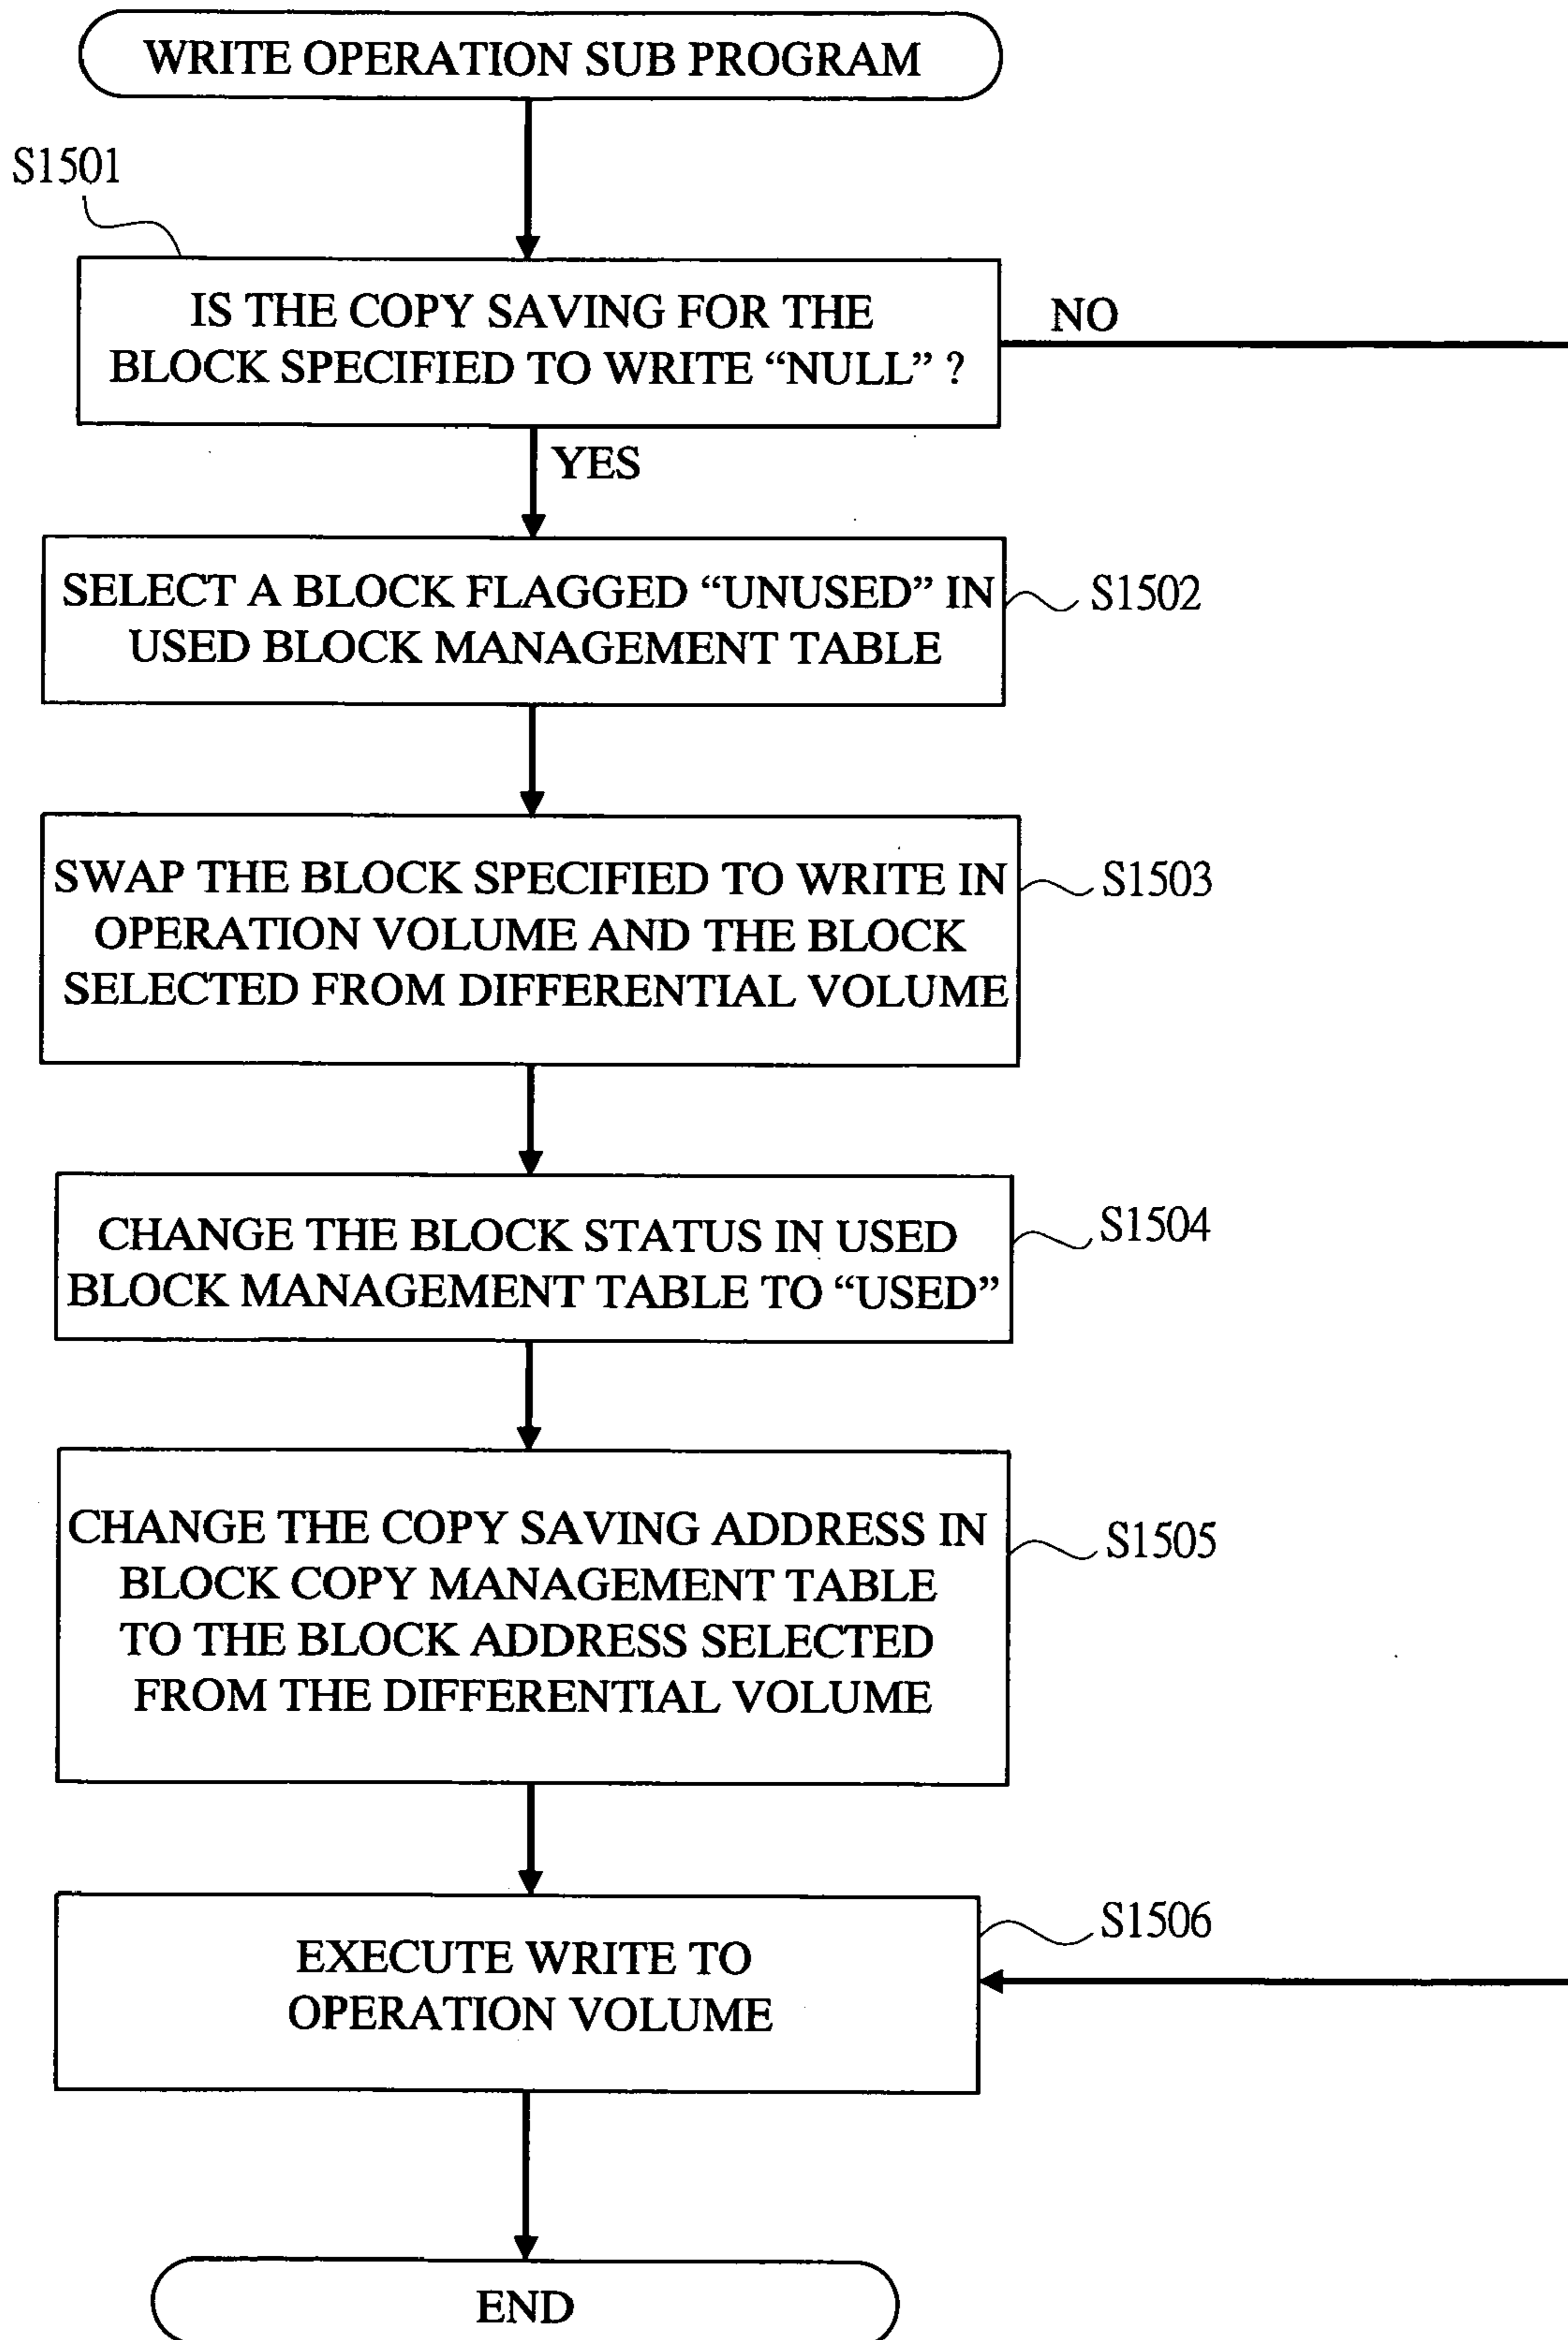 WRITE OPERATION SUB PROGRAM
S1501
IS THE COPY SAVING FOR THE
BLOCK SPECIFIED TO WRITE “NULL” ?
NO
YES
SELECT A BLOCK FLAGGED “UNUSED” IN
USED BLOCK MANAGEMENT TABLE
S1502
SWAP THE BLOCK SPECIFIED TO WRITE IN
OPERATION VOLUME AND THE BLOCK
SELECTED FROM DIFFERENTIAL VOLUME
S1503
CHANGE THE BLOCK STATUS IN USED
BLOCK MANAGEMENT TABLE TO “USED”
S1504
CHANGE THE COPY SAVING ADDRESS IN
BLOCK COPY MANAGEMENT TABLE
TO THE BLOCK ADDRESS SELECTED
FROM THE DIFFERENTIAL VOLUME
S1505
EXECUTE WRITE TO
OPERATION VOLUME
S1506
END